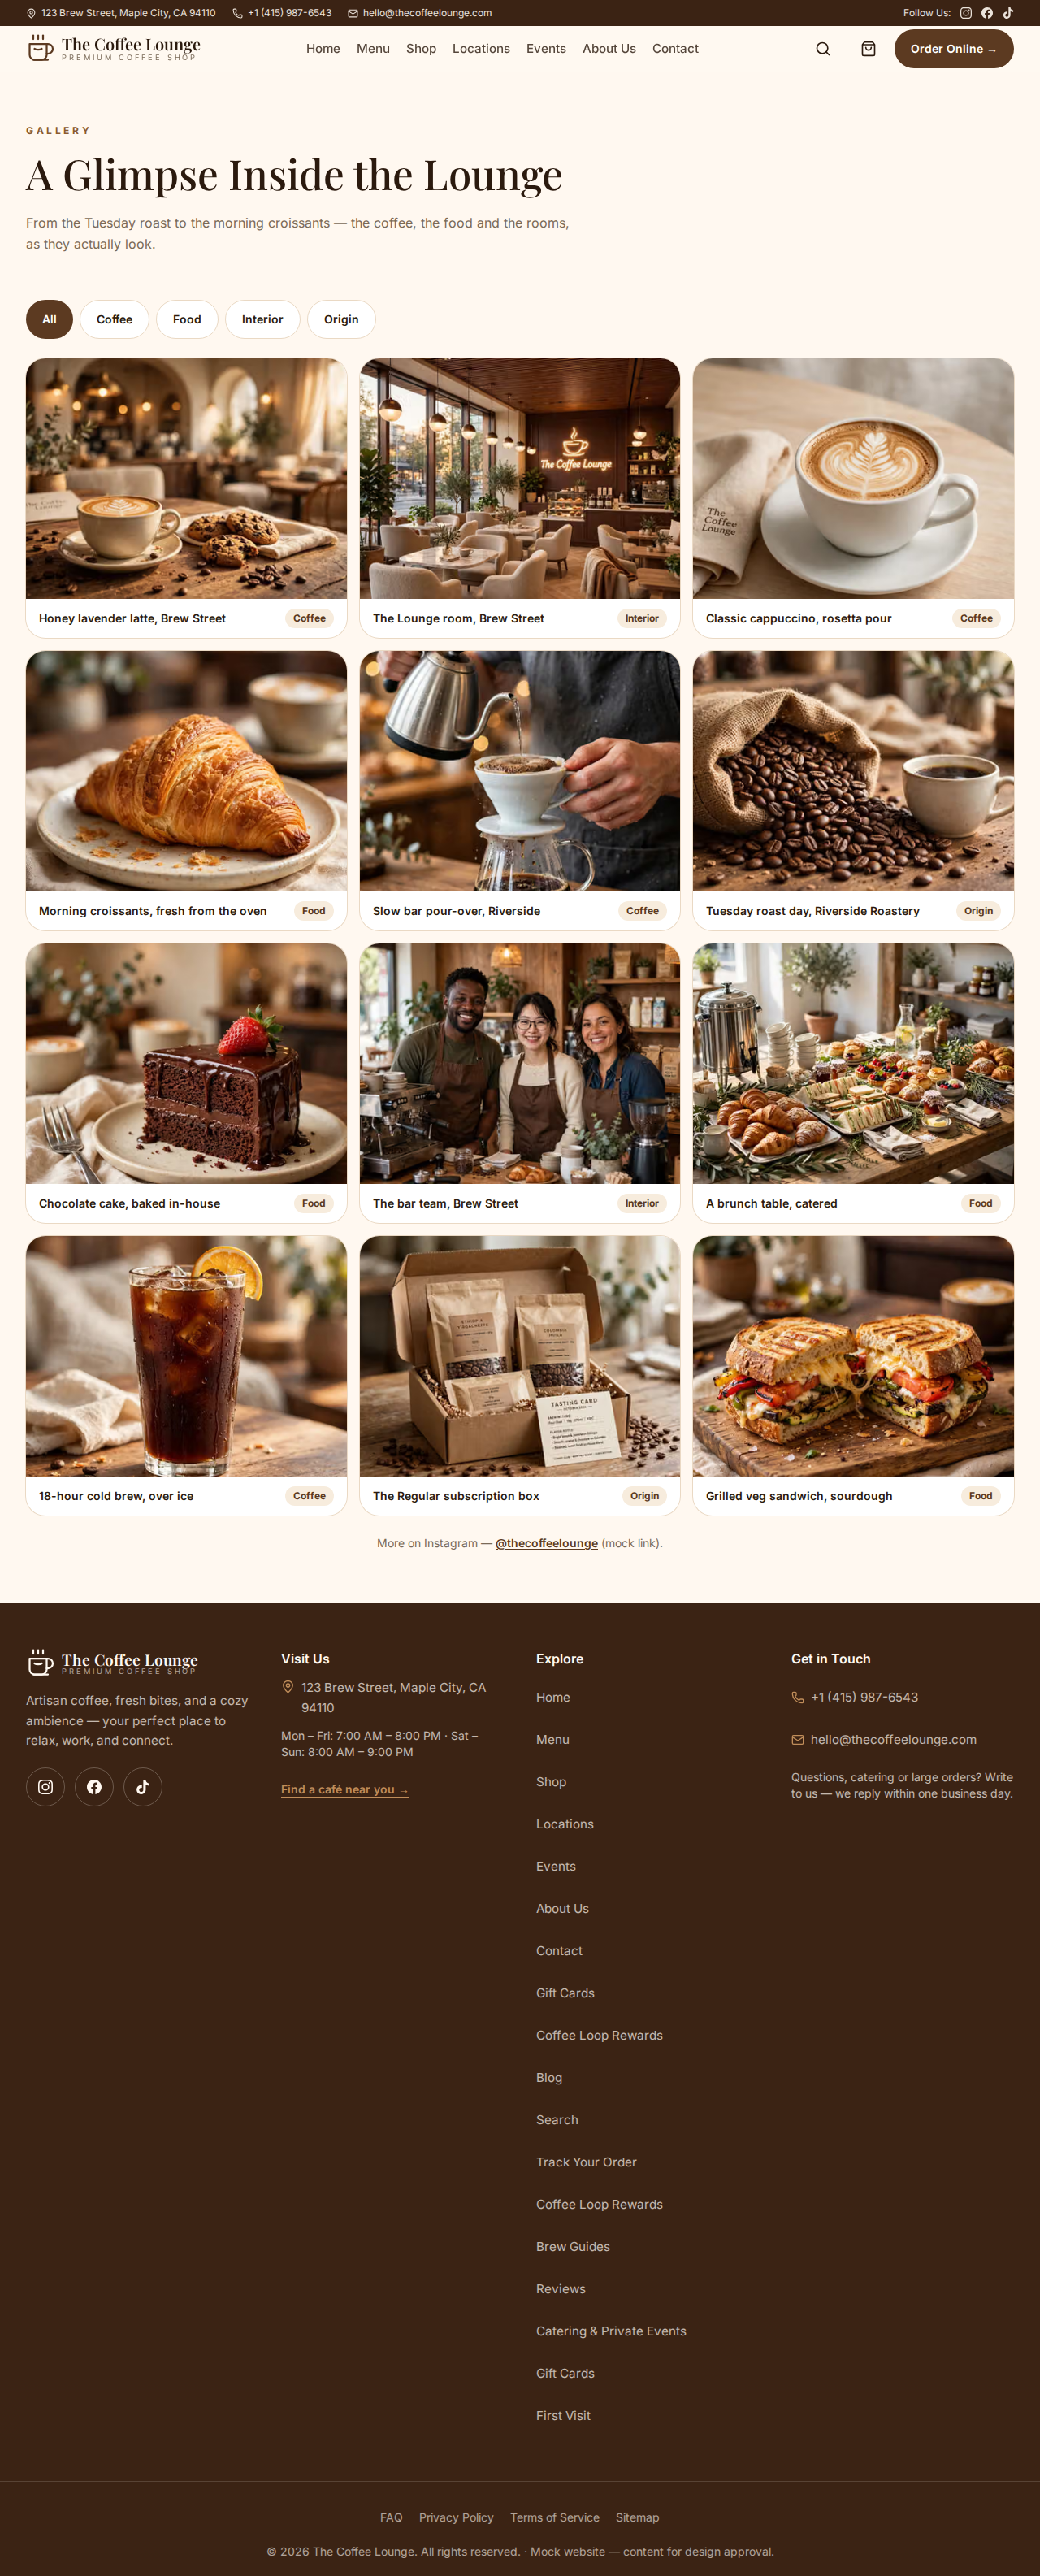 123 Brew Street, Maple City, CA 94110
+1 (415) 987-6543
hello@thecoffeelounge.com
Follow Us:
The Coffee Lounge
PREMIUM COFFEE SHOP
Home
Menu
Shop
Locations
Events
About Us
Contact
Order Online →
GALLERY
A Glimpse Inside the Lounge
From the Tuesday roast to the morning croissants — the coffee, the food and the rooms,
as they actually look.
All
Coffee
Food
Interior
Origin
The Coffee Lounge
The
Coffee
Lounge
Honey lavender latte, Brew Street
Coffee
The Lounge room, Brew Street
Interior
Classic cappuccino, rosetta pour
Coffee
Morning croissants, fresh from the oven
Food
Slow bar pour-over, Riverside
Coffee
Tuesday roast day, Riverside Roastery
Origin
Chocolate cake, baked in-house
Food
The bar team, Brew Street
Interior
A brunch table, catered
Food
TASTING CARD
18-hour cold brew, over ice
Coffee
The Regular subscription box
Origin
Grilled veg sandwich, sourdough
Food
More on Instagram — @thecoffeelounge (mock link).
The Coffee Lounge
PREMIUM COFFEE SHOP
Artisan coffee, fresh bites, and a cozy
ambience — your perfect place to
relax, work, and connect.
Visit Us
123 Brew Street, Maple City, CA
94110
Mon – Fri: 7:00 AM – 8:00 PM · Sat –
Sun: 8:00 AM – 9:00 PM
Find a café near you →
Explore
Home
Menu
Shop
Locations
Events
About Us
Contact
Gift Cards
Coffee Loop Rewards
Blog
Search
Track Your Order
Coffee Loop Rewards
Brew Guides
Reviews
Catering & Private Events
Gift Cards
First Visit
Get in Touch
+1 (415) 987-6543
hello@thecoffeelounge.com
Questions, catering or large orders? Write
to us — we reply within one business day.
FAQ
Privacy Policy
Terms of Service
Sitemap
© 2026 The Coffee Lounge. All rights reserved. · Mock website — content for design approval.